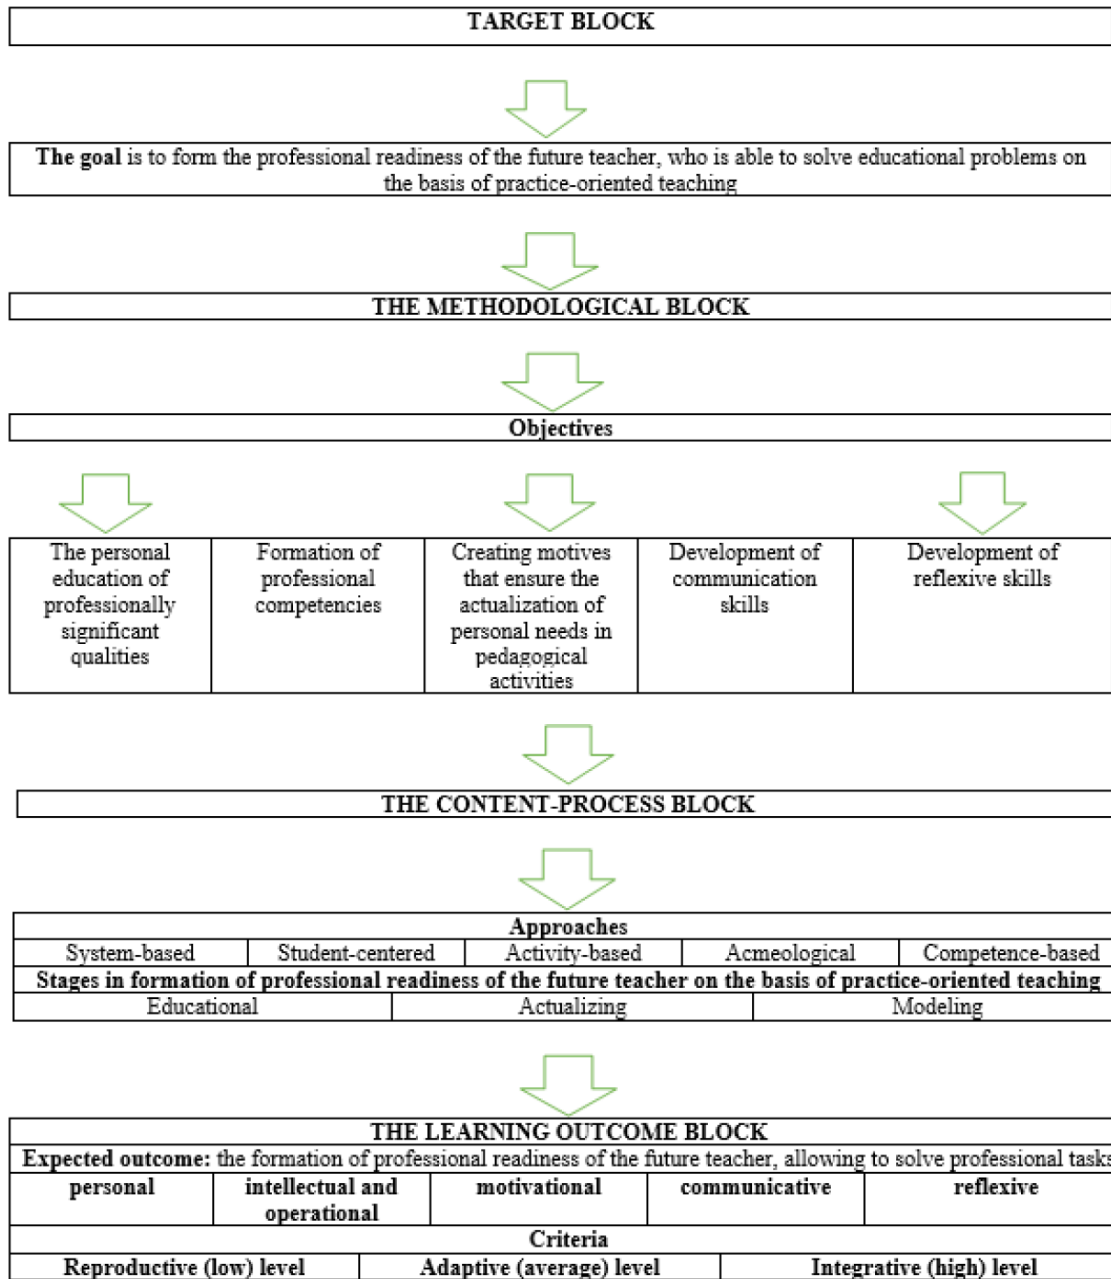 TARGET BLOCK
The goal is to form the professional readiness of the future teacher, who is able to solve educational problems on
the basis of practice-oriented teaching
THE METHODOLOGICAL BLOCK
Objectives
The personal
education of
professionally
significant
qualities
Formation of
professional
competencies
Creating motives
that ensure the
actualization of
personal needs in
pedagogical
activities
Development of
communication
skills
Development of
reflexive skills
THE CONTENT-PROCESS BLOCK
Approaches
System-based
Student-centered
Activity-based
Acmeological
Competence-based
Stages in formation of professional readiness of the future teacher on the basis of practice-oriented teaching
Educational
Actualizing
Modeling
THE LEARNING OUTCOME BLOCK
Expected outcome: the formation of professional readiness of the future teacher, allowing to solve professional tasks
personal
intellectual and
operational
motivational
communicative
reflexive
Criteria
Reproductive (low) level
Adaptive (average) level
Integrative (high) level